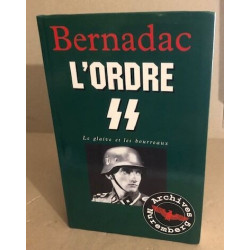 Bernadac
L'ORDRE
SS
Le glaive et les bourreaux
Archives
Nuremberg